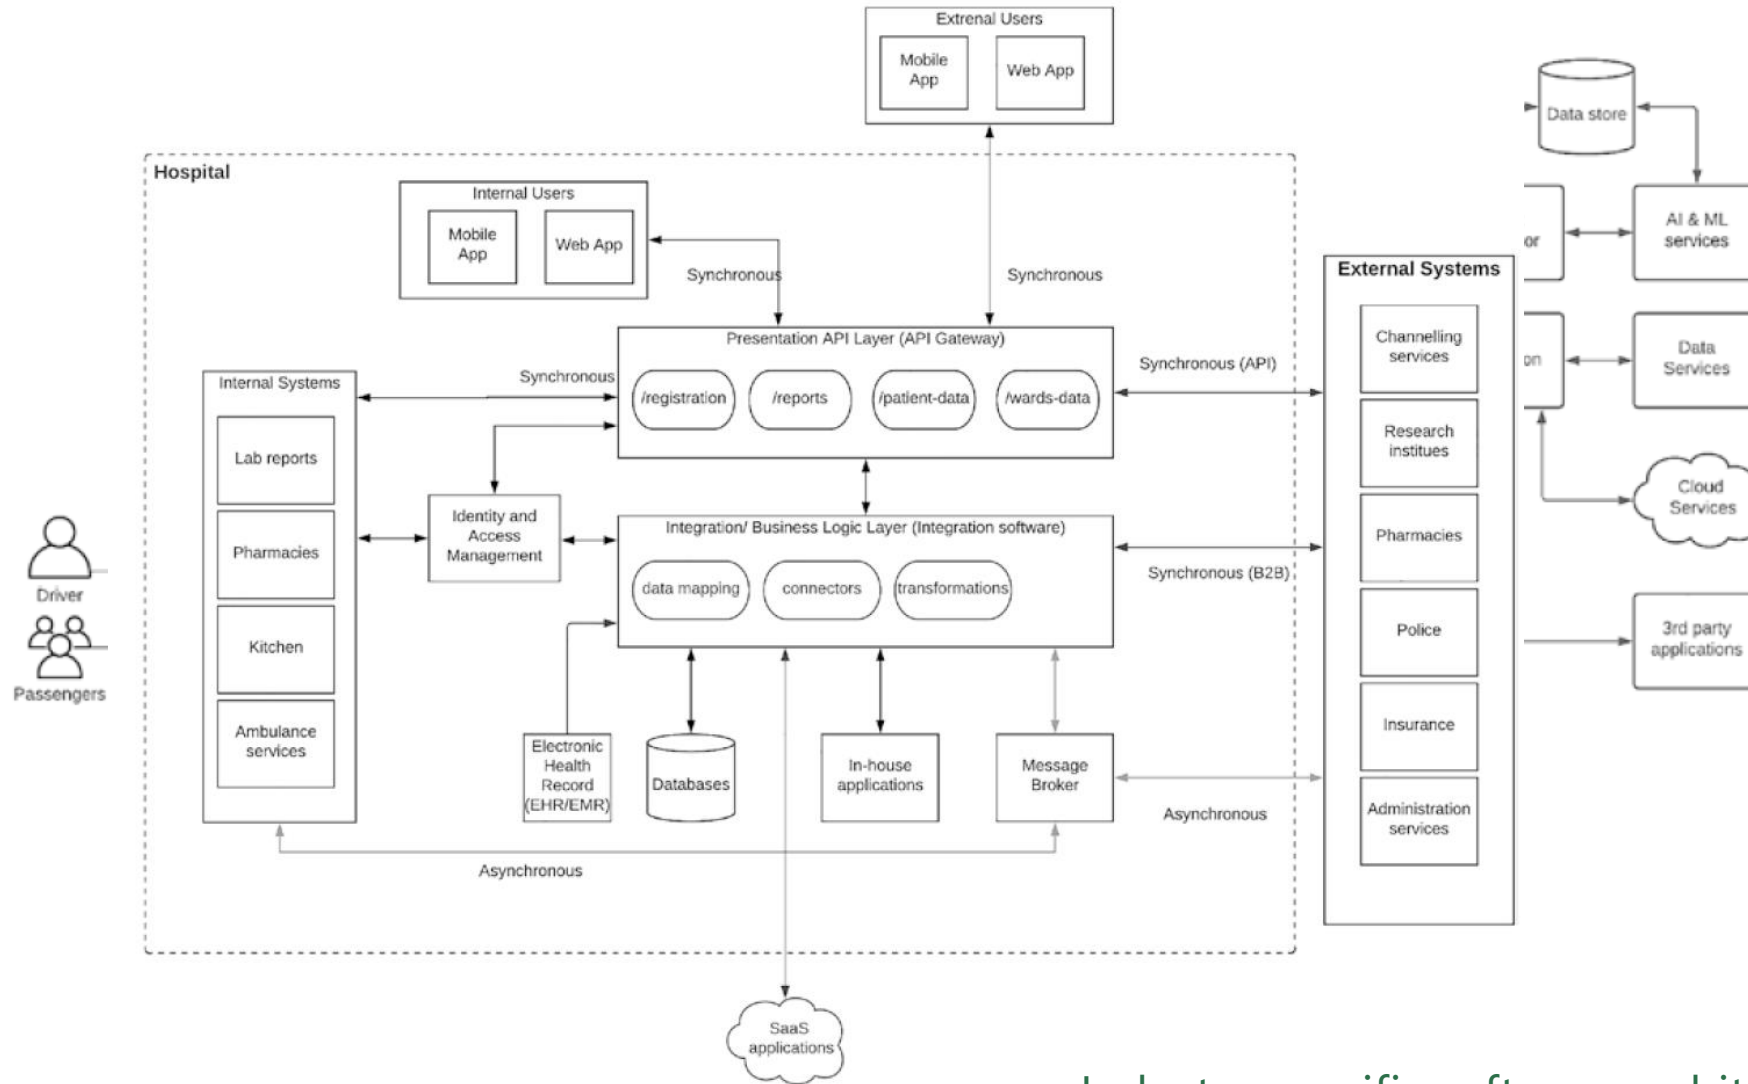 Extrenal Users
Mobile
App
Web App
Hospital
Internal Users
Mobile
App
Web App
Synchronous
Synchronous
Presentation API Layer (API Gateway)
/registration
/reports
/patient-data
/wards-data
Synchronous
Synchronous (API)
Internal Systems
Lab reports
Pharmacies
Kitchen
Ambulance
services
Identity and
Access
Management
Integration/ Business Logic Layer (Integration software)
data mapping
connectors
transformations
Synchronous (B2B)
Electronic
Health
Record
(EHR/EMR)
Databases
In-house
applications
Message
Broker
Asynchronous
Asynchronous
SaaS
applications
External Systems
Channelling
services
Research
institues
Pharmacies
Police
Insurance
Administration
services
Driver
Passengers
Data store
or
AI & ML
services
on
Data
Services
Cloud
Services
3rd party
applications